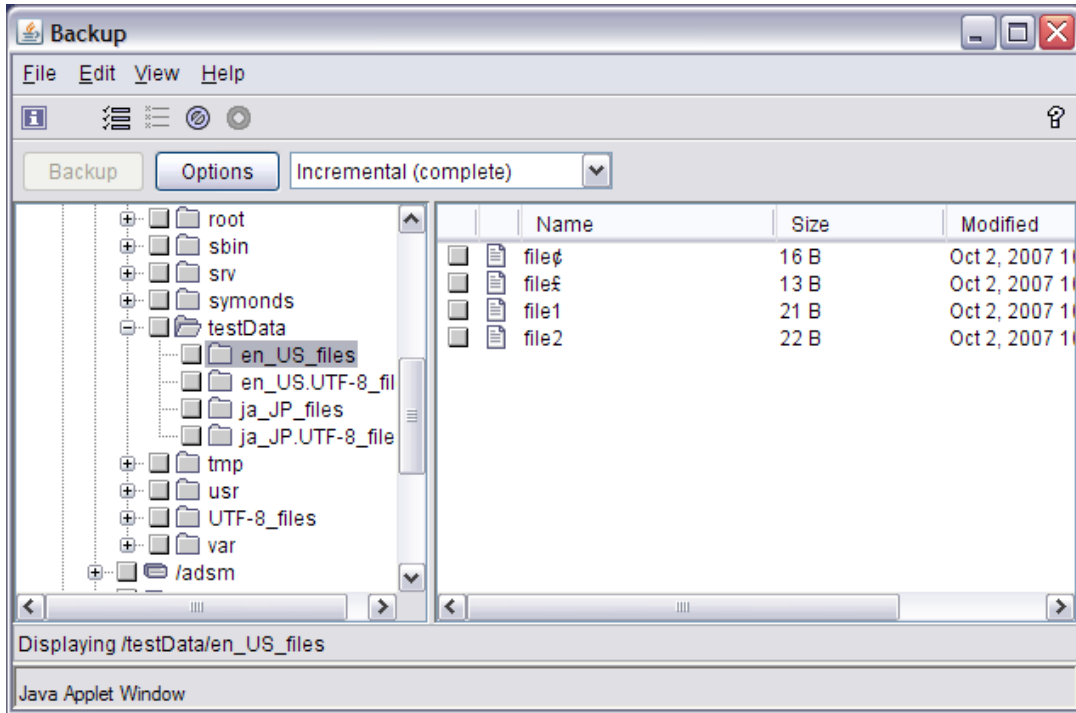 Backup
File Edit View Help
Backup Options Incremental (complete)
root
sbin
srv
symonds
testData
en_US_files
en_US.UTF-8_fil
ja_JP_files
ja_JP.UTF-8_file
tmp
usr
UTF-8_files
var
/adsm
Name Size Modified
file¢ 16 B Oct 2, 2007 1
file£ 13 B Oct 2, 2007 1
file1 21 B Oct 2, 2007 1
file2 22 B Oct 2, 2007 1
Displaying /testData/en_US_files
Java Applet Window